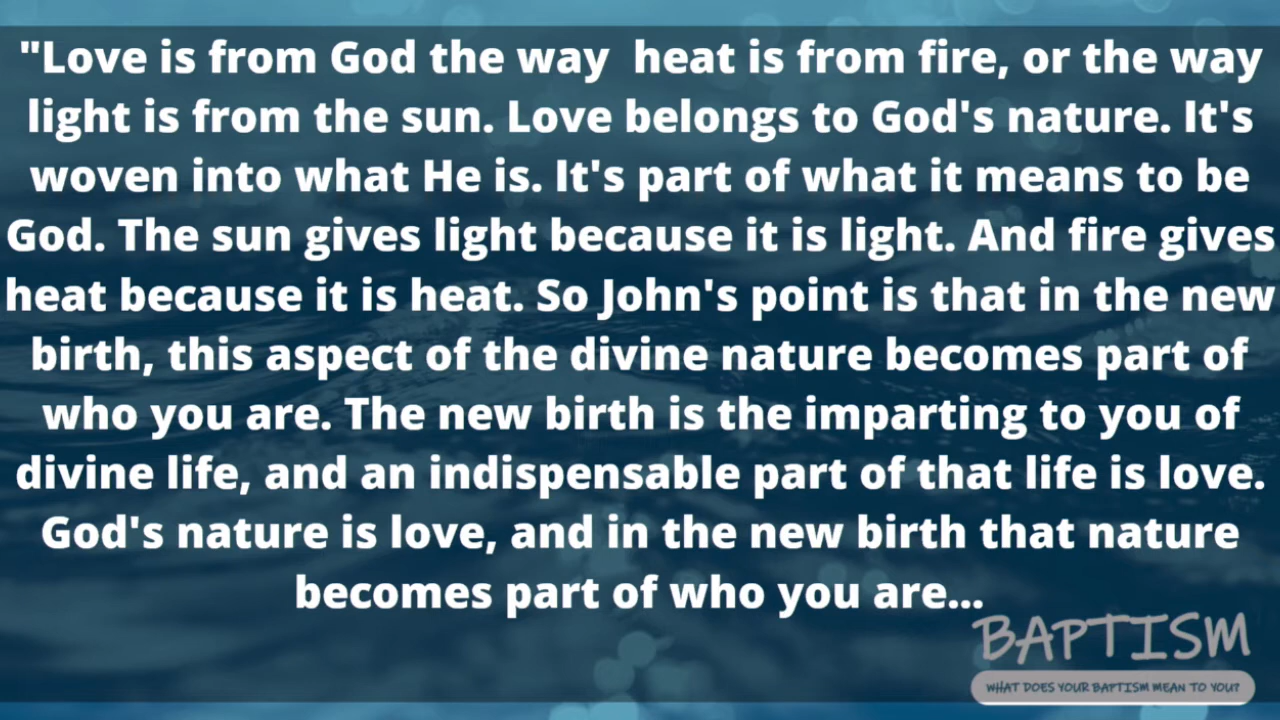 "Love is from God the way  heat is from fire, or the way
light is from the sun. Love belongs to God's nature. It's
woven into what He is. It's part of what it means to be
God. The sun gives light because it is light. And fire gives
heat because it is heat. So John's point is that in the new
birth, this aspect of the divine nature becomes part of
who you are. The new birth is the imparting to you of
divine life, and an indispensable part of that life is love.
God's nature is love, and in the new birth that nature
becomes part of who you are...
BAPTISM
WHAT DOES YOUR BAPTISM MEAN TO YOU?